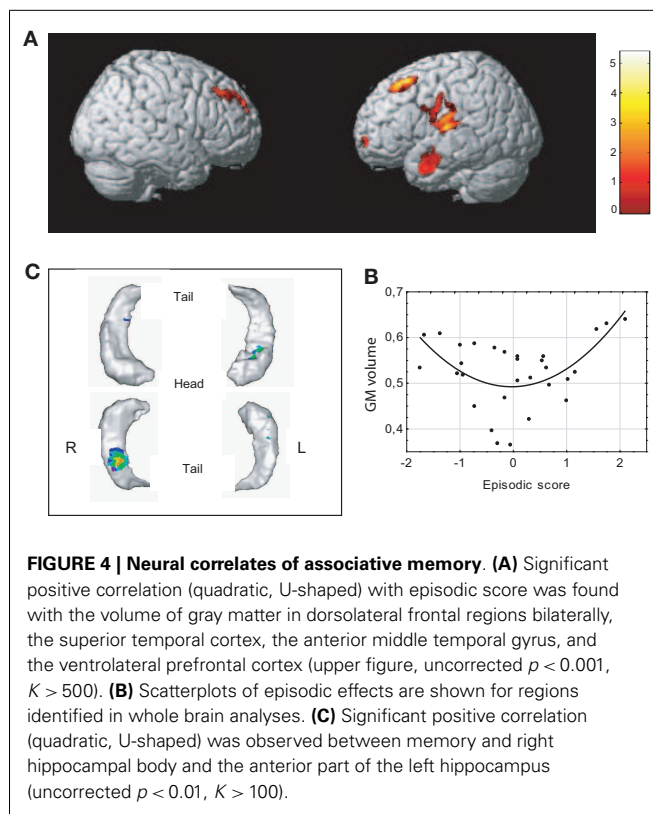 A
5
4
3
2
1
0
C
Tail
Head
R
L
Tail
B
0,7
0,6
0,5
0,4
GM volume
-2
-1
0
1
2
Episodic score
FIGURE 4 | Neural correlates of associative memory. (A) Significant
positive correlation (quadratic, U-shaped) with episodic score was found
with the volume of gray matter in dorsolateral frontal regions bilaterally,
the superior temporal cortex, the anterior middle temporal gyrus, and
the ventrolateral prefrontal cortex (upper figure, uncorrected p < 0.001,
K > 500). (B) Scatterplots of episodic effects are shown for regions
identified in whole brain analyses. (C) Significant positive correlation
(quadratic, U-shaped) was observed between memory and right
hippocampal body and the anterior part of the left hippocampus
(uncorrected p < 0.01, K > 100).